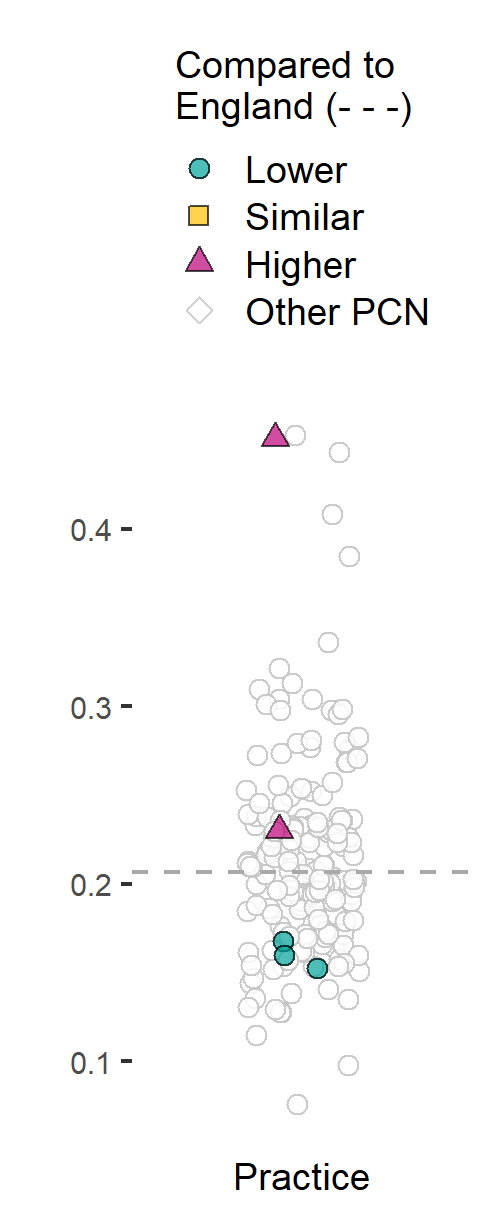 Compared to
England (- - -)
Lower
Similar
Higher
Other PCN
0.4
0.3
0.2
0.1
Practice